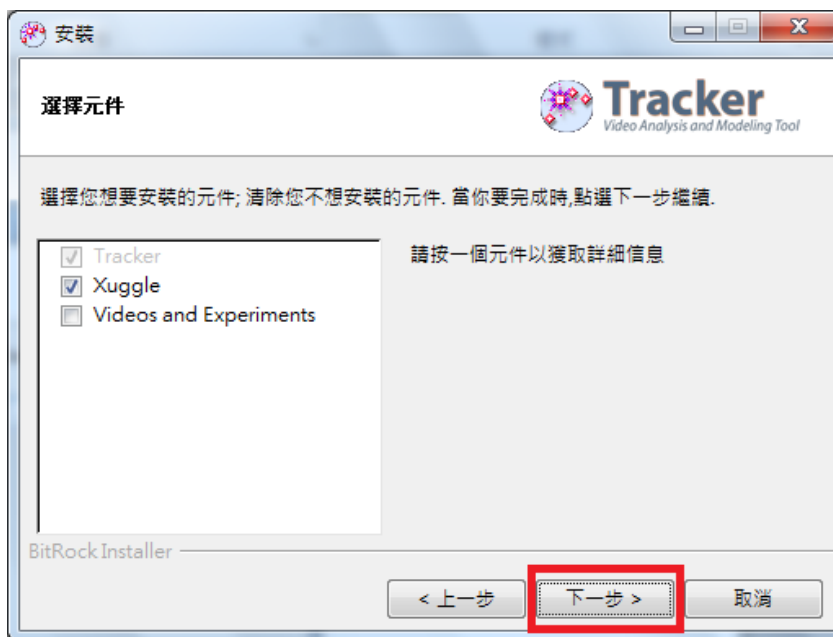 安裝
選擇元件
Tracker
Video Analysis and Modeling Tool
選擇您想要安裝的元件; 清除您不想安裝的元件. 當你要完成時,點選下一步繼續.
Tracker
Xuggle
Videos and Experiments
請按一個元件以獲取詳細信息
BitRock Installer
< 上一步
下一步 >
取消